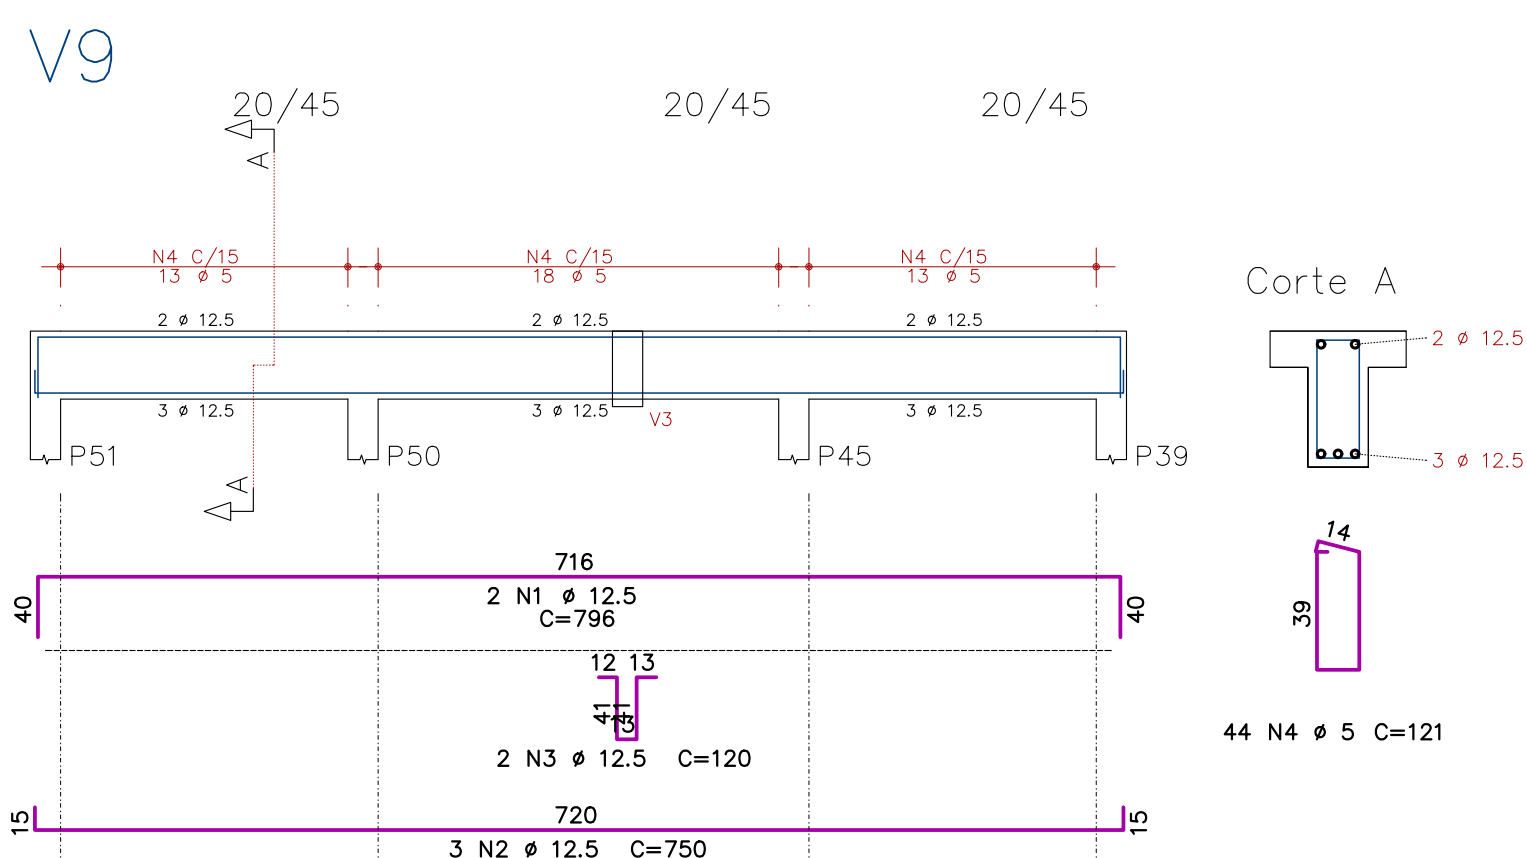 V9
20/45 20/45 20/45
A
N4 C/15 N4 C/15 N4 C/15
13 ø 5 18 ø 5 13 ø 5
Corte A
2 ø 12.5 2 ø 12.5 2 ø 12.5
2 ø 12.5
3 ø 12.5 3 ø 12.5 3 ø 12.5
V3
P51 P50 P45 P39
3 ø 12.5
A
14
716
40 2 N1 ø 12.5 40
C=796
39
12 13
41 41
13
44 N4 ø 5 C=121
2 N3 ø 12.5 C=120
720
15 15
3 N2 ø 12.5 C=750